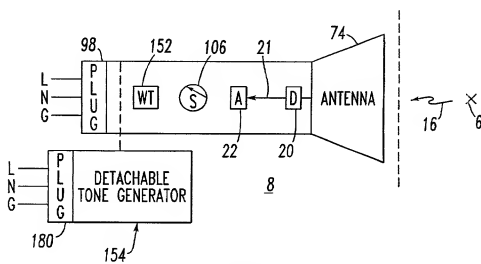 98
152
106
21
74
L
N
G
PLUG
WT
S
A
D
ANTENNA
22
20
16
6
L
N
G
PLUG
DETACHABLE
TONE GENERATOR
8
180
154